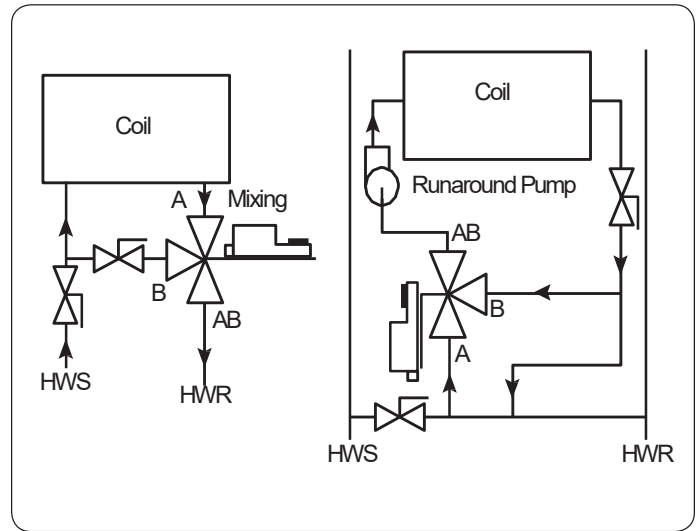 Coil
A
Mixing
B
AB
HWS
HWR
Coil
Runaround Pump
AB
B
A
HWS
HWR